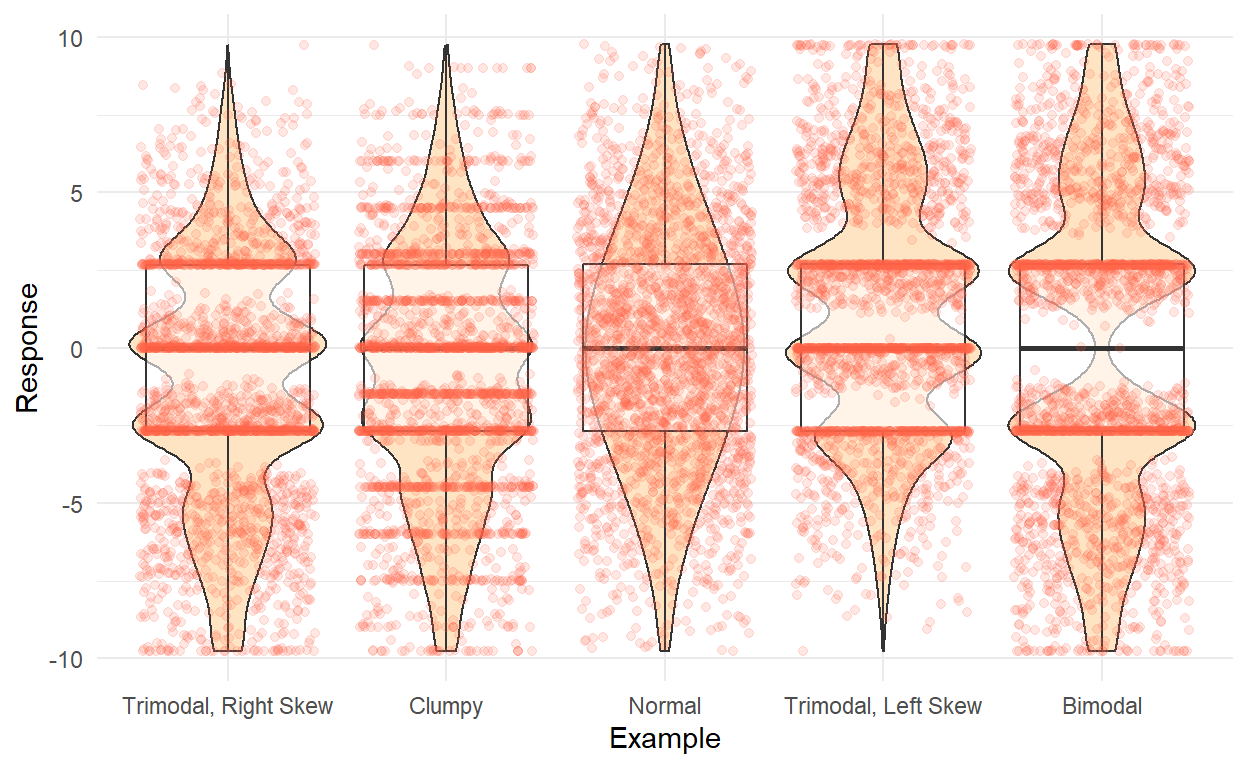 10
5
0
-5
-10
Response
Trimodal, Right Skew
Clumpy
Normal
Trimodal, Left Skew
Bimodal
Example